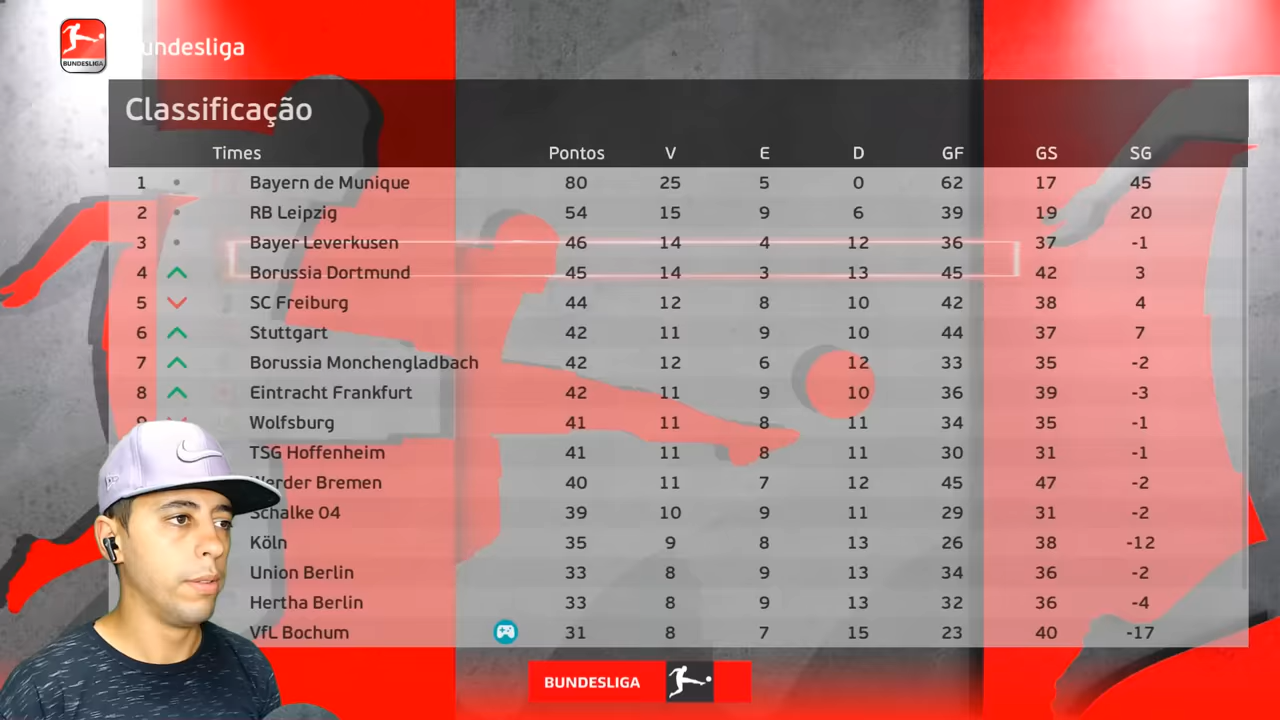 BUNDESLIGA
undesliga
Classificação
Times Pontos V E D GF GS SG
1 Bayern de Munique 80 25 5 0 62 17 45
2 RB Leipzig 54 15 9 6 39 19 20
3 Bayer Leverkusen 46 14 4 12 36 37 -1
4 Borussia Dortmund 45 14 3 13 45 42 3
5 SC Freiburg 44 12 8 10 42 38 4
6 Stuttgart 42 11 9 10 44 37 7
7 Borussia Monchengladbach 42 12 6 12 33 35 -2
8 Eintracht Frankfurt 42 11 9 10 36 39 -3
9 Wolfsburg 41 11 8 11 34 35 -1
TSG Hoffenheim 41 11 8 11 30 31 -1
Werder Bremen 40 11 7 12 45 47 -2
Schalke 04 39 10 9 11 29 31 -2
Köln 35 9 8 13 26 38 -12
Union Berlin 33 8 9 13 34 36 -2
Hertha Berlin 33 8 9 13 32 36 -4
VfL Bochum 31 8 7 15 23 40 -17
BUNDESLIGA